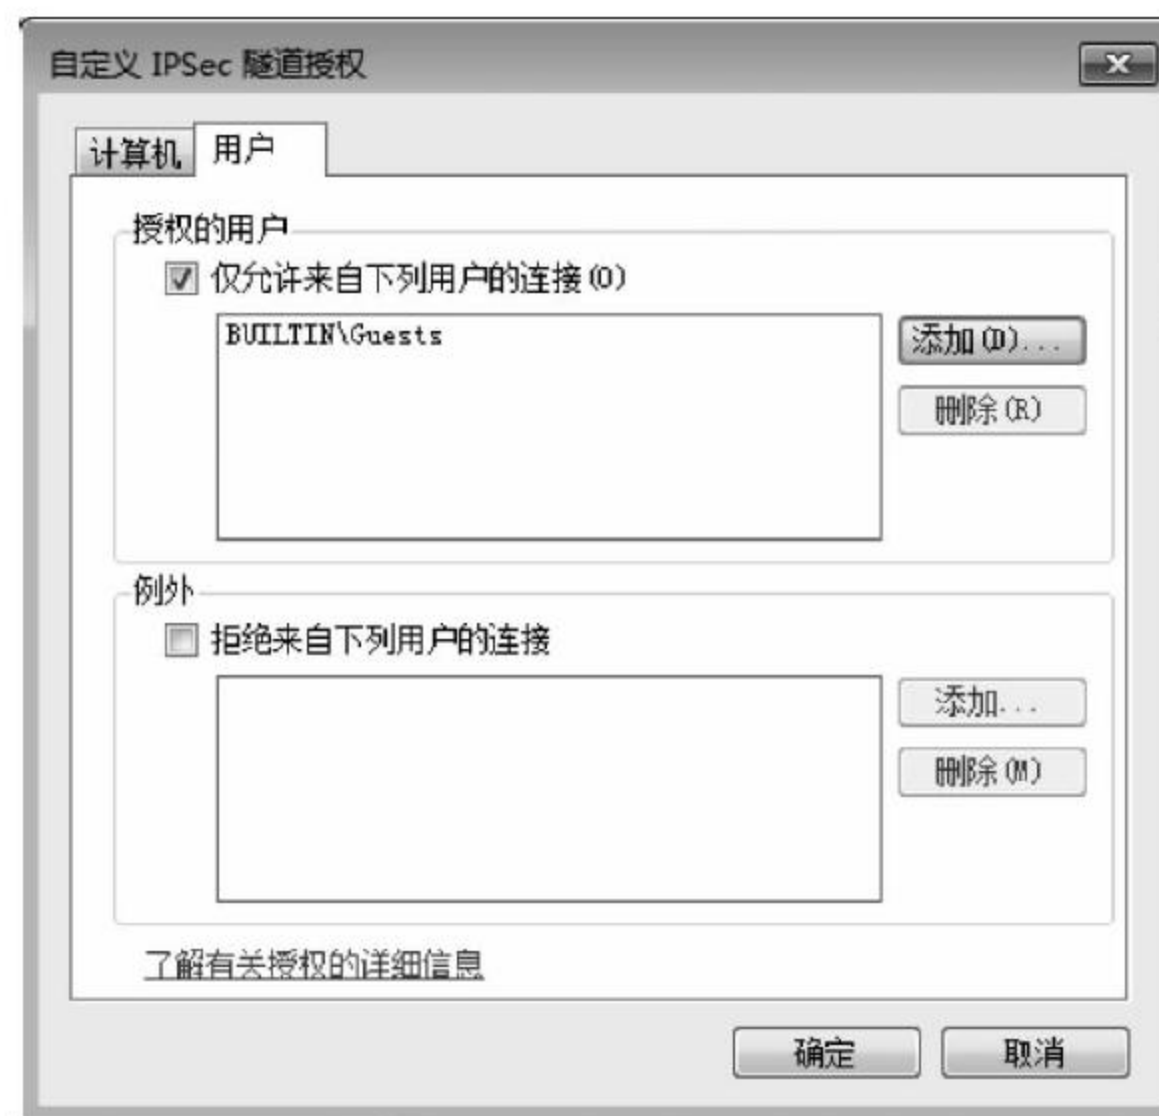 自定义 IPSec 隧道授权
计算机
用户
授权的用户
仅允许来自下列用户的连接(O)
BUILTIN\Guests
添加(D)...
删除(R)
例外
拒绝来自下列用户的连接
添加...
删除(M)
了解有关授权的详细信息
确定
取消